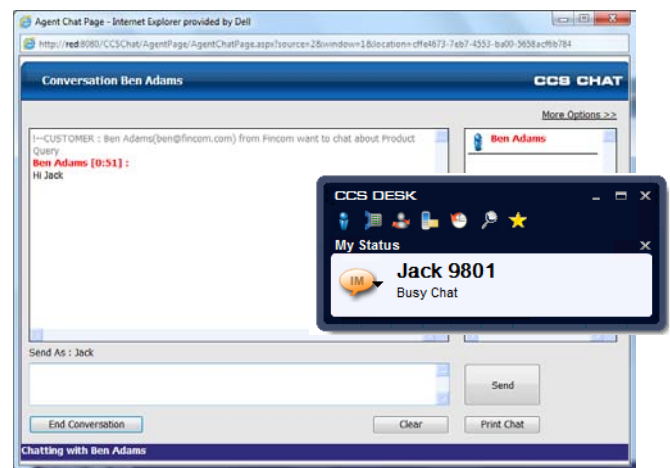 Agent Chat Page - Internet Explorer provided by Dell
http://red:8080/CCSChat/AgentPage/AgentChatPage.aspx?source=2&window=1&location=cffe4673-7eb7-4553-ba00-3658acf6b784
Conversation Ben Adams
CCS CHAT
More Options >>
!--CUSTOMER : Ben Adams(ben@fincom.com) from Fincom want to chat about Product
Query
Ben Adams [0:51] :
Hi Jack
Ben Adams
CCS DESK
My Status
IM
Jack 9801
Busy Chat
Send As : Jack
Send
End Conversation
Clear
Print Chat
Chatting with Ben Adams